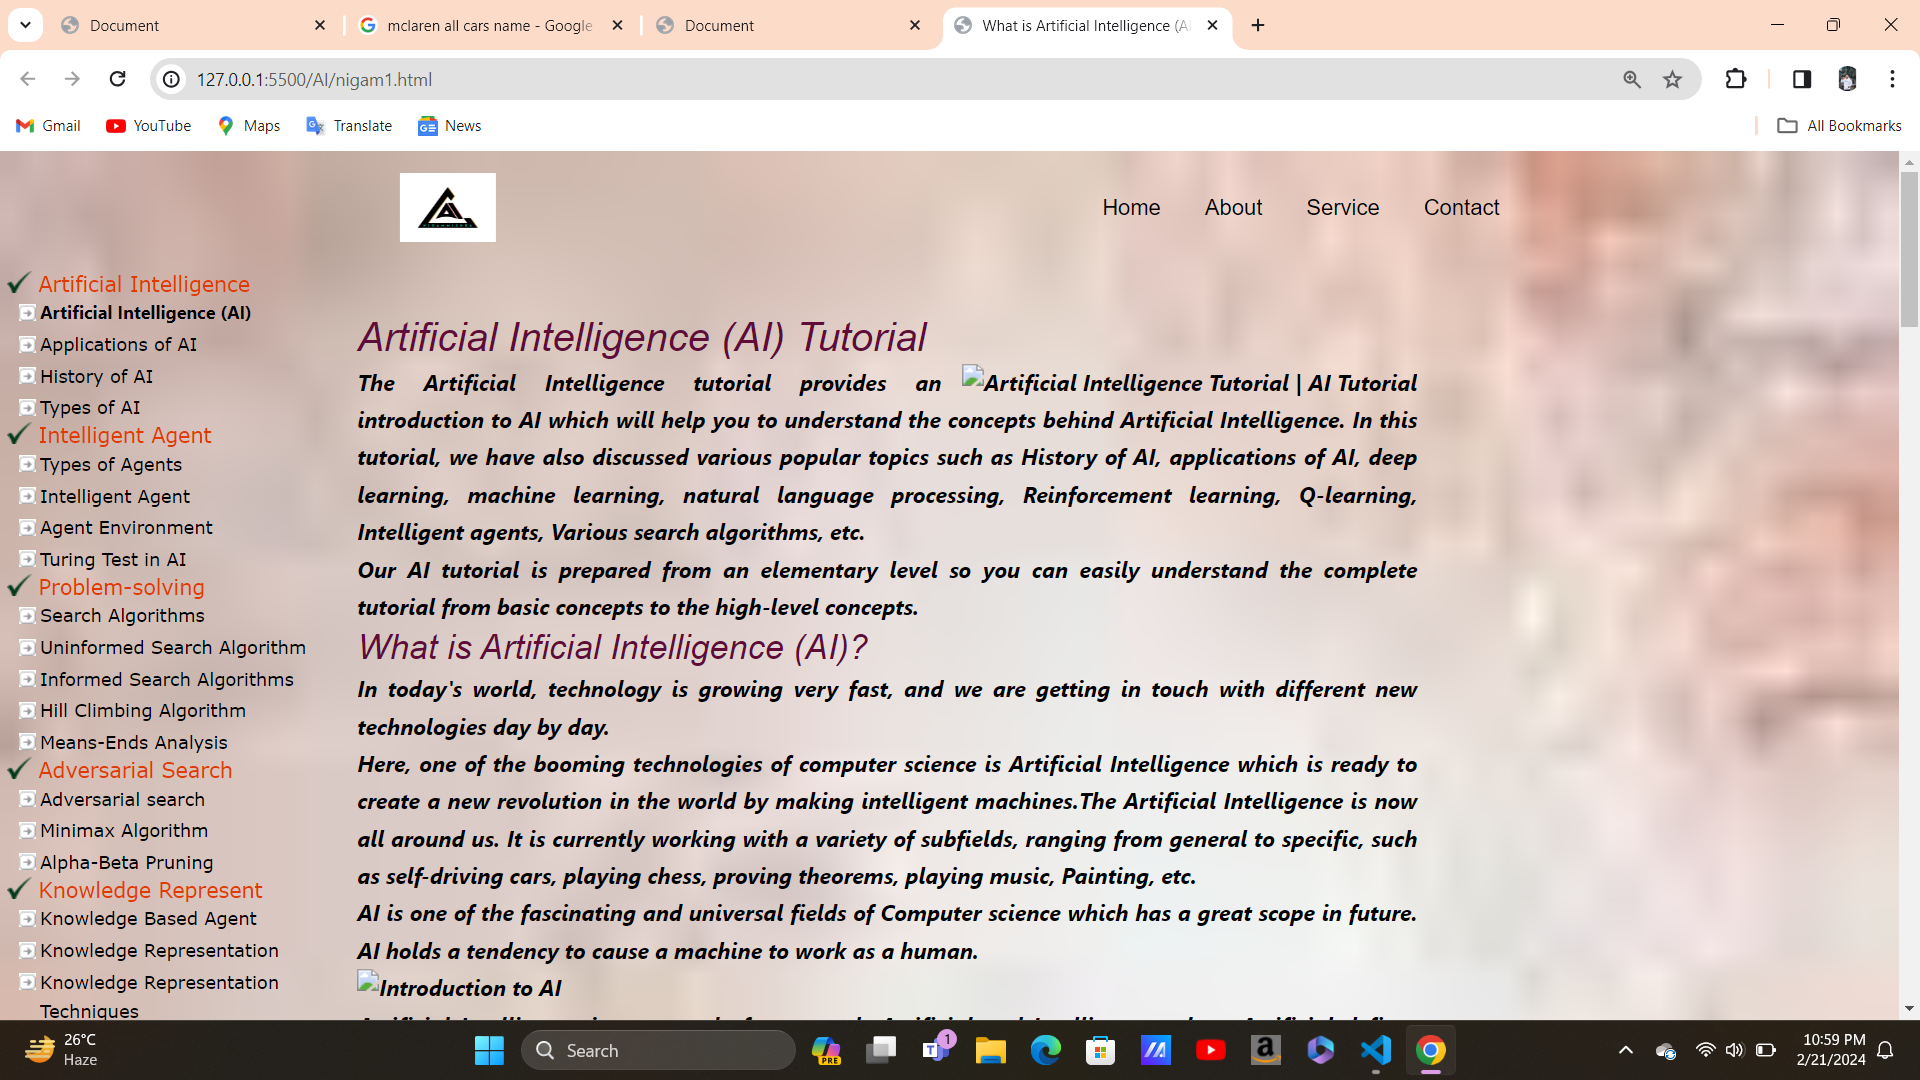 Document
mclaren all cars name - Google
Document
What is Artificial Intelligence (A
127.0.0.1:5500/AI/nigam1.html
Gmail
YouTube
Maps
Translate
News
All Bookmarks
Home
About
Service
Contact
Artificial Intelligence
Artificial Intelligence (AI)
Applications of AI
History of AI
Types of AI
Intelligent Agent
Types of Agents
Intelligent Agent
Agent Environment
Turing Test in AI
Problem-solving
Search Algorithms
Uninformed Search Algorithm
Informed Search Algorithms
Hill Climbing Algorithm
Means-Ends Analysis
Adversarial Search
Adversarial search
Minimax Algorithm
Alpha-Beta Pruning
Knowledge Represent
Knowledge Based Agent
Knowledge Representation
Knowledge Representation
Techniques
Artificial Intelligence (AI) Tutorial
The Artificial Intelligence tutorial provides an
Artificial Intelligence Tutorial | AI Tutorial
introduction to AI which will help you to understand the concepts behind Artificial Intelligence. In this
tutorial, we have also discussed various popular topics such as History of AI, applications of AI, deep
learning, machine learning, natural language processing, Reinforcement learning, Q-learning,
Intelligent agents, Various search algorithms, etc.
Our AI tutorial is prepared from an elementary level so you can easily understand the complete
tutorial from basic concepts to the high-level concepts.
What is Artificial Intelligence (AI)?
In today's world, technology is growing very fast, and we are getting in touch with different new
technologies day by day.
Here, one of the booming technologies of computer science is Artificial Intelligence which is ready to
create a new revolution in the world by making intelligent machines.The Artificial Intelligence is now
all around us. It is currently working with a variety of subfields, ranging from general to specific, such
as self-driving cars, playing chess, proving theorems, playing music, Painting, etc.
AI is one of the fascinating and universal fields of Computer science which has a great scope in future.
AI holds a tendency to cause a machine to work as a human.
Introduction to AI
26°C
Haze
Search
PRE
1
10:59 PM
2/21/2024